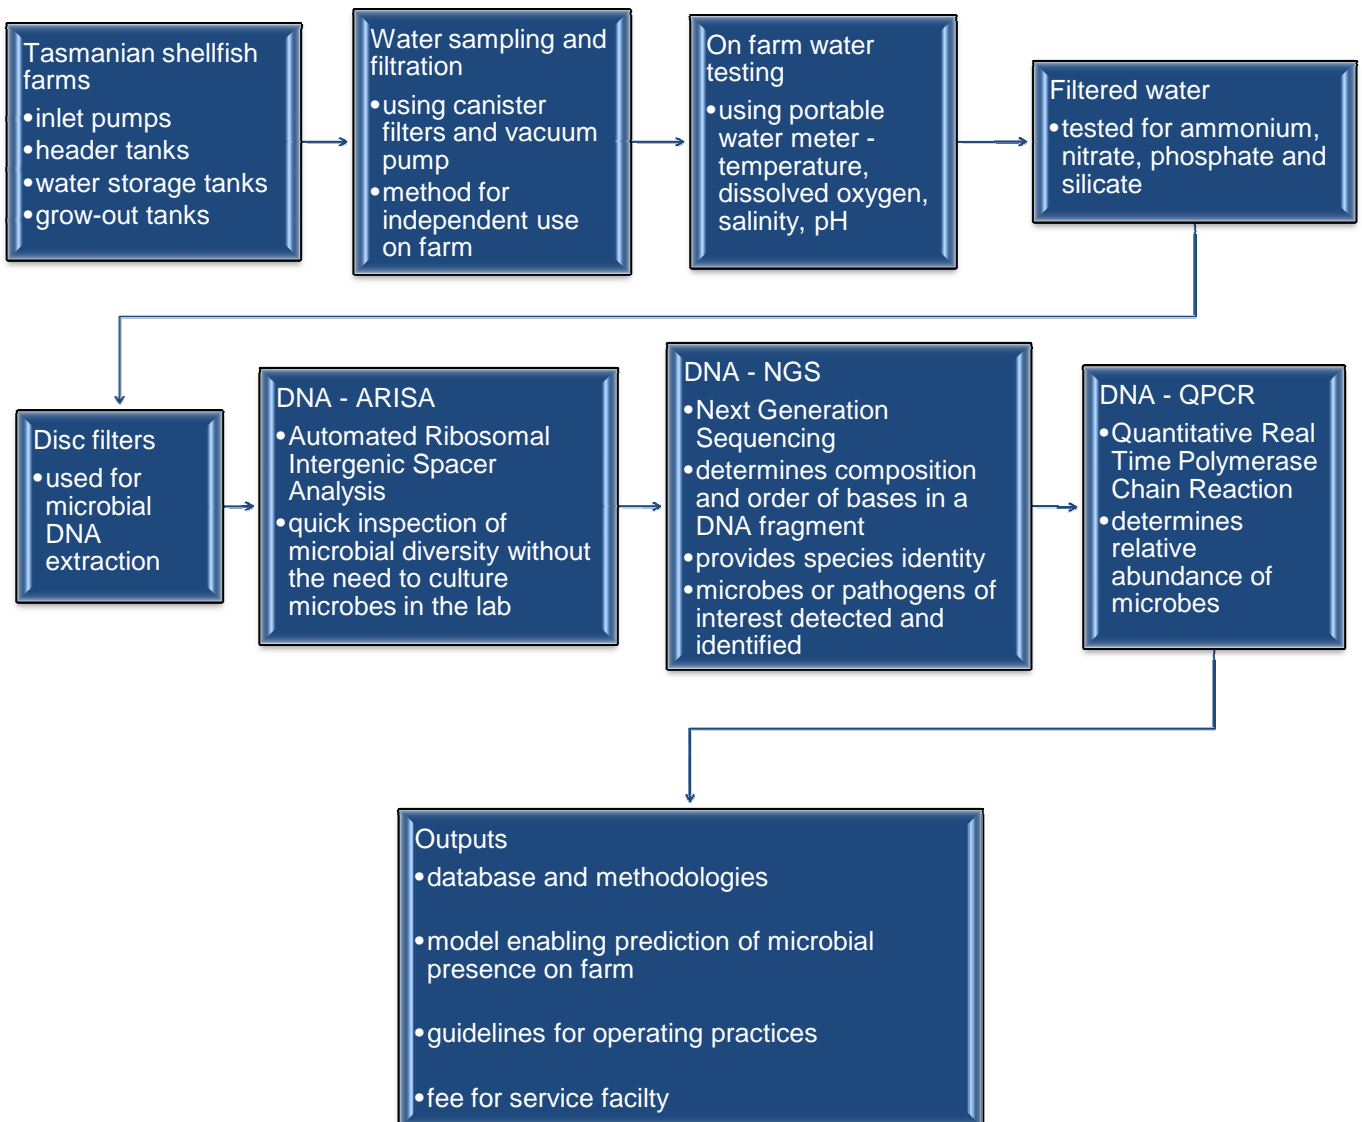 Tasmanian shellfish
farms
•inlet pumps
•header tanks
•water storage tanks
•grow-out tanks
Water sampling and
filtration
•using canister
filters and vacuum
pump
•method for
independent use
on farm
On farm water
testing
•using portable
water meter -
temperature,
dissolved oxygen,
salinity, pH
Filtered water
•tested for ammonium,
nitrate, phosphate and
silicate
Disc filters
•used for
microbial
DNA
extraction
DNA - ARISA
•Automated Ribosomal
Intergenic Spacer
Analysis
•quick inspection of
microbial diversity without
the need to culture
microbes in the lab
DNA - NGS
•Next Generation
Sequencing
•determines composition
and order of bases in a
DNA fragment
•provides species identity
•microbes or pathogens of
interest detected and
identified
DNA - QPCR
•Quantitative Real
Time Polymerase
Chain Reaction
•determines
relative
abundance of
microbes
Outputs
•database and methodologies
•model enabling prediction of microbial
presence on farm
•guidelines for operating practices
•fee for service facilty